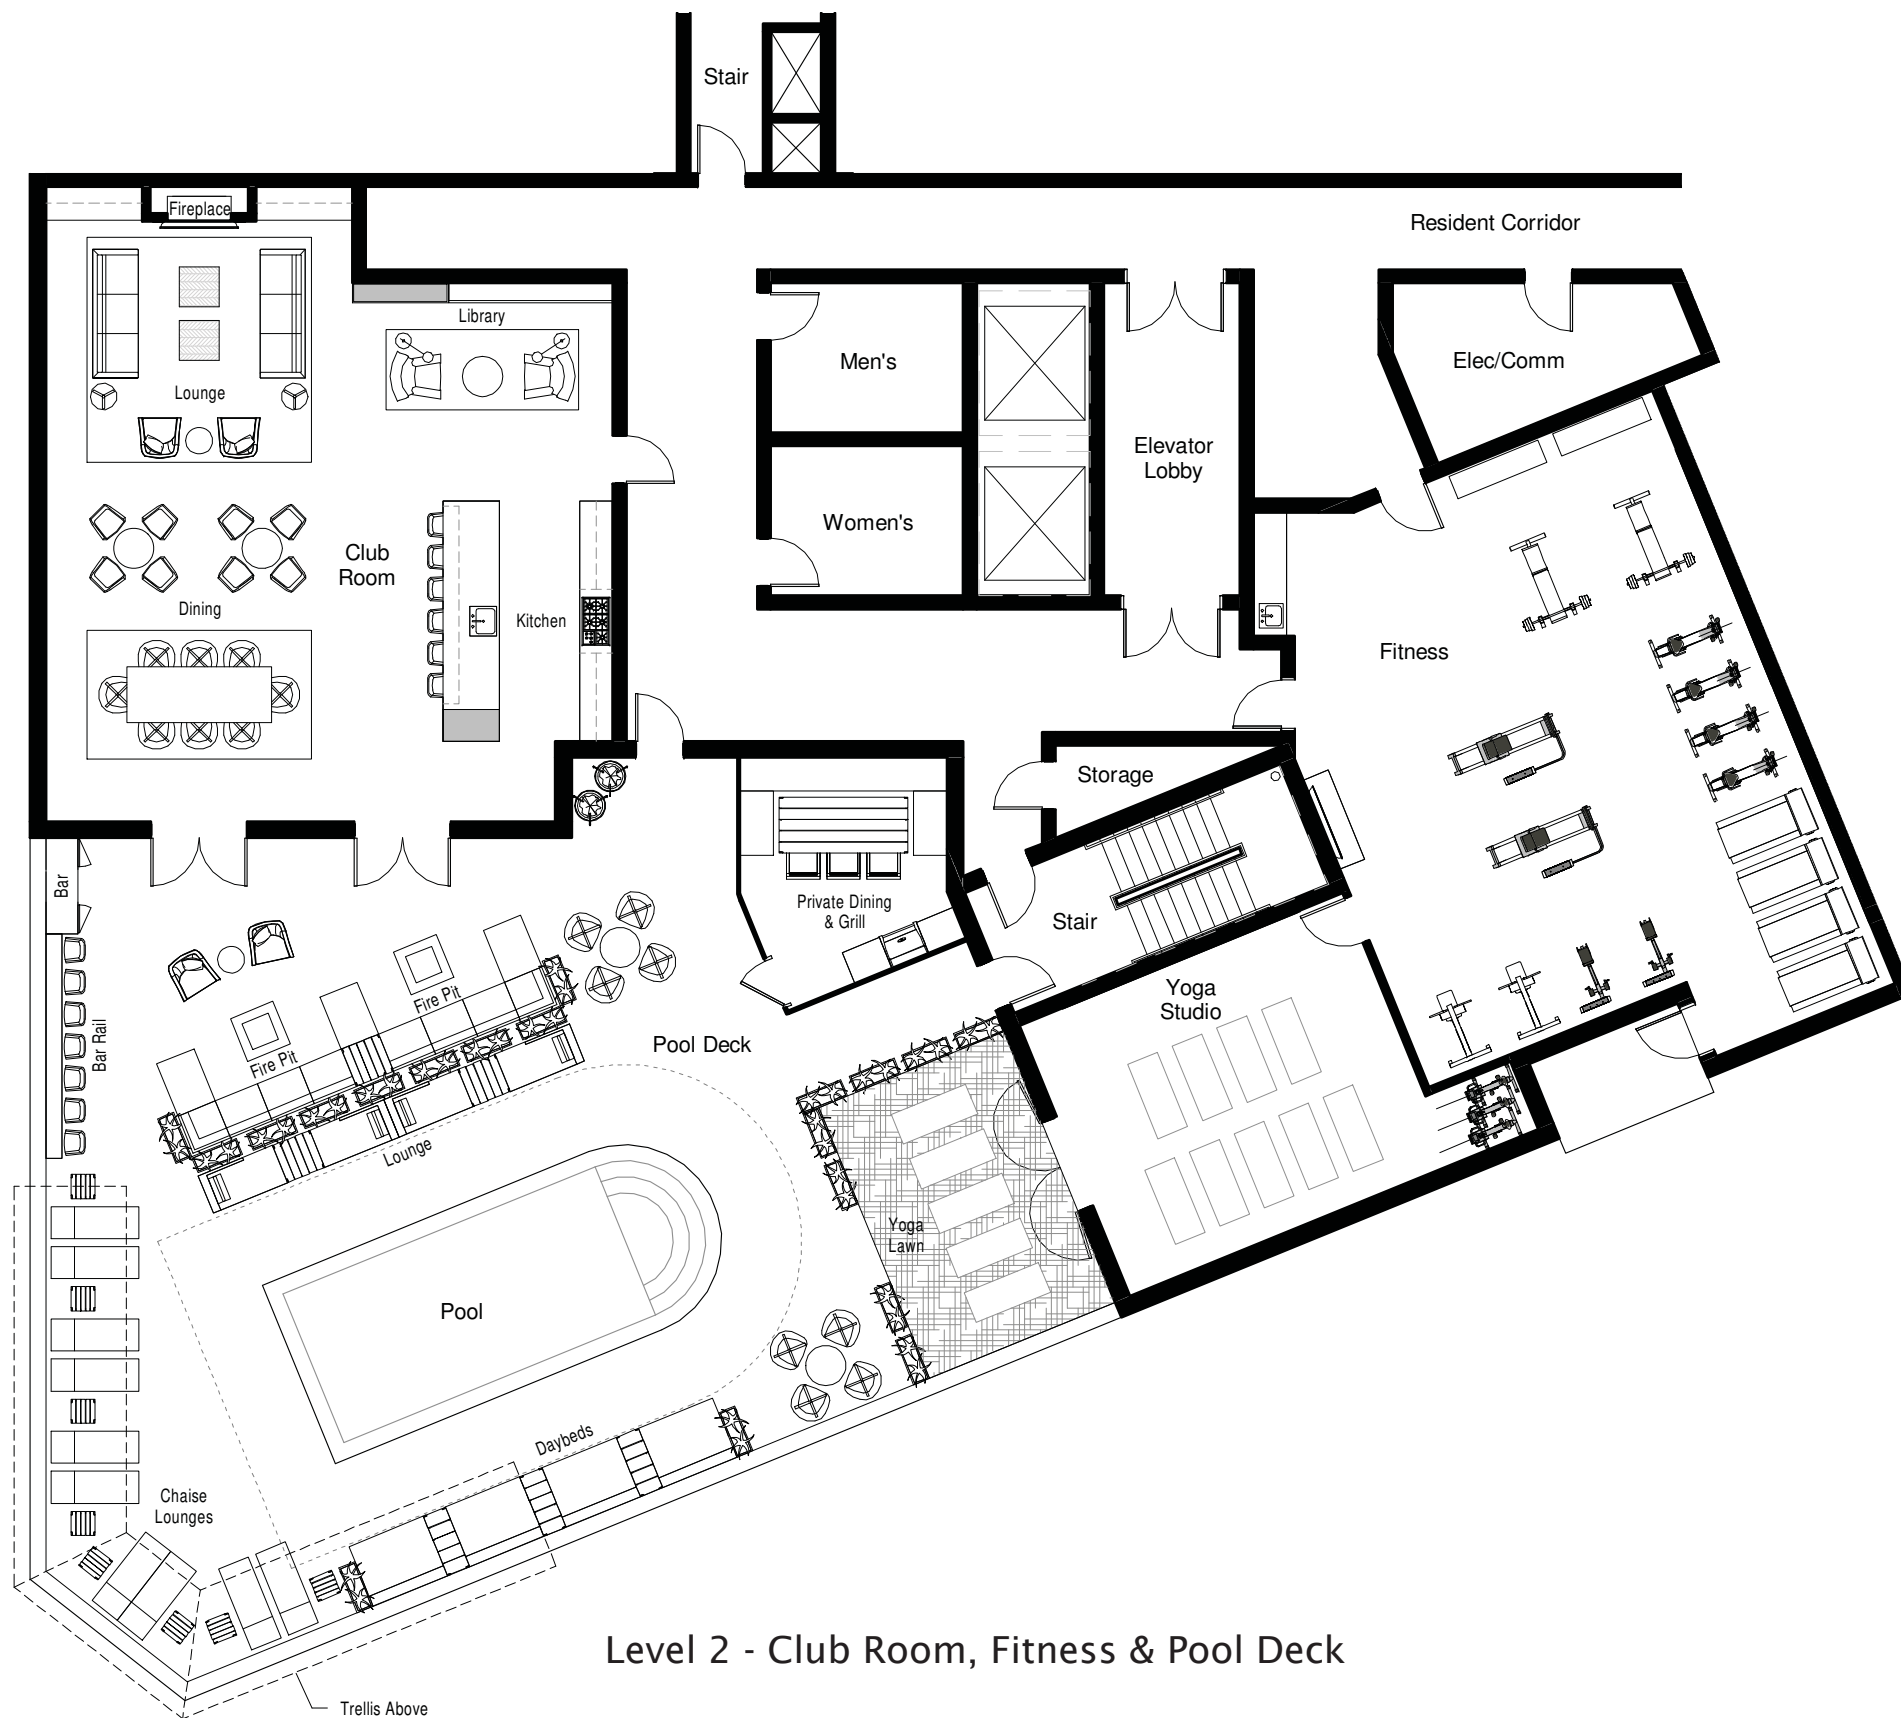 Stair
Fireplace
Resident Corridor
Library
Men's
Elec/Comm
Lounge
Elevator
Lobby
Women's
Club
Room
Dining
Kitchen
Fitness
Storage
Bar
Private Dining
& Grill
Stair
Fire Pit
Yoga
Studio
Bar Rail
Fire Pit
Pool Deck
Lounge
Yoga
Lawn
Pool
Daybeds
Chaise
Lounges
Level 2 - Club Room, Fitness & Pool Deck
Trellis Above